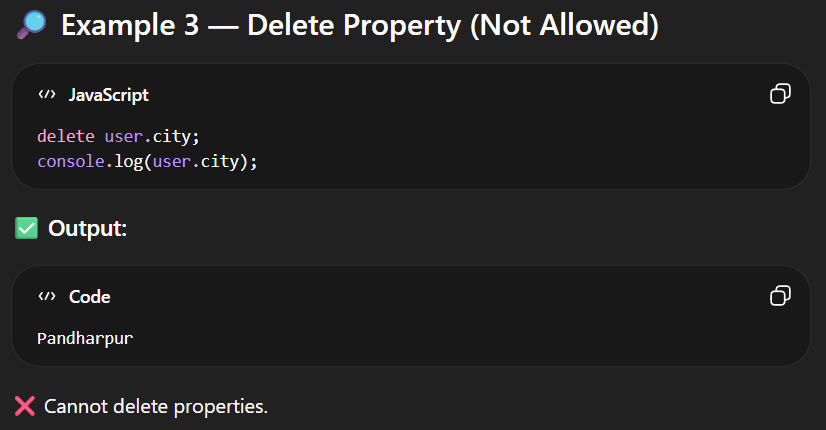 🔎 Example 3 — Delete Property (Not Allowed)
</> JavaScript
delete user.city;
console.log(user.city);
✅ Output:
</> Code
Pandharpur
❌ Cannot delete properties.